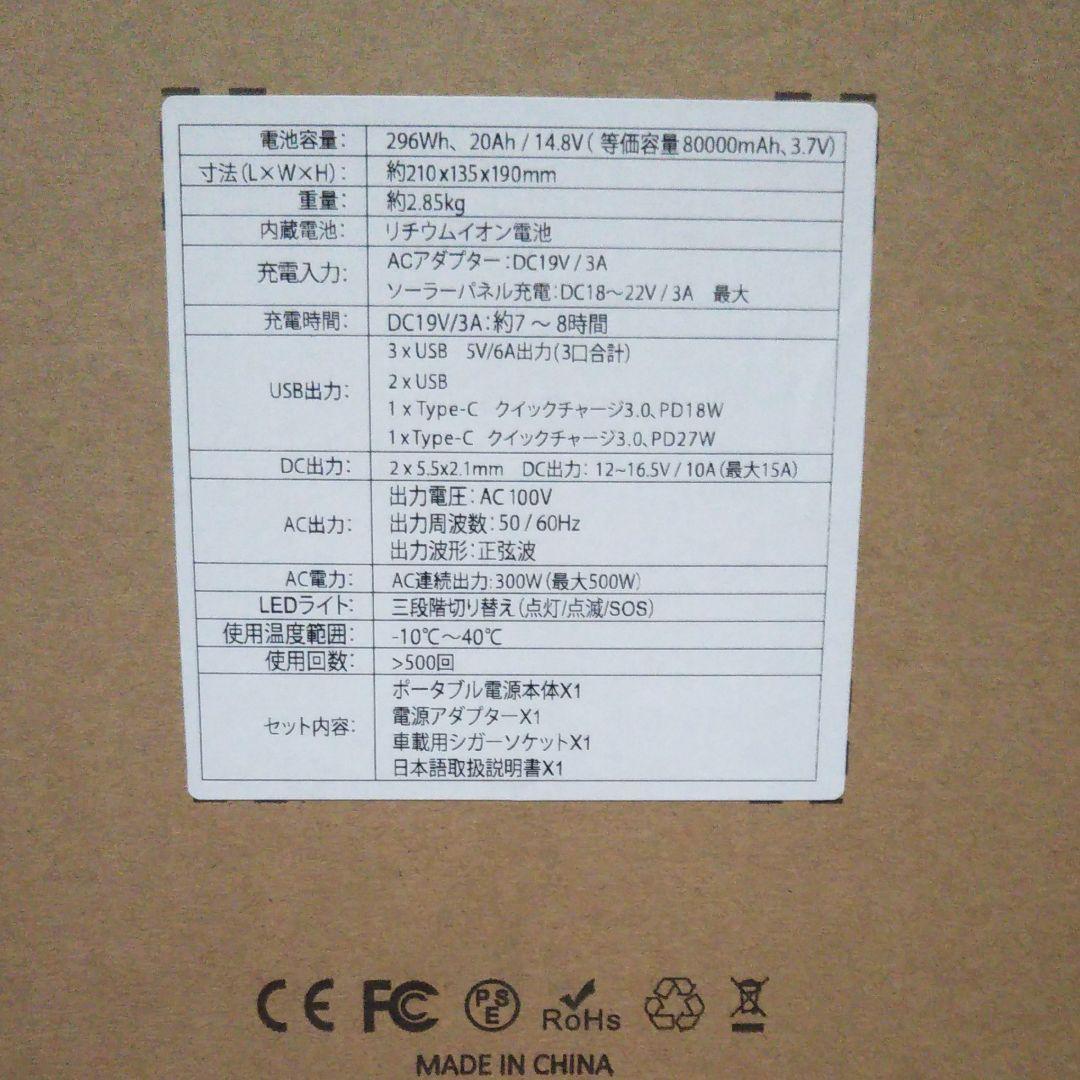 電池容量: 296Wh、20Ah / 14.8V( 等価容量80000mAh、3.7V)
寸法(L×W×H): 約210x135x190mm
重量: 約2.85kg
内蔵電池: リチウムイオン電池
充電入力: ACアダプター:DC19V / 3A
ソーラーパネル充電:DC18〜22V / 3A 最大
充電時間: DC19V/3A:約7 〜 8時間
USB出力: 3 x USB 5V/6A出力(3口合計)
2 x USB
1 x Type-C クイックチャージ3.0、PD18W
1 x Type-C クイックチャージ3.0、PD27W
DC出力: 2 x 5.5x2.1mm DC出力: 12~16.5V / 10A(最大15A)
AC出力: 出力電圧:AC 100V
出力周波数:50 / 60Hz
出力波形:正弦波
AC電力: AC連続出力:300W(最大500W)
LEDライト: 三段階切り替え(点灯/点滅/SOS)
使用温度範囲: -10℃〜40℃
使用回数: >500回
セット内容: ポータブル電源本体X1
電源アダプターX1
車載用シガーソケットX1
日本語取扱説明書X1
CE FC PSE RoHS
MADE IN CHINA